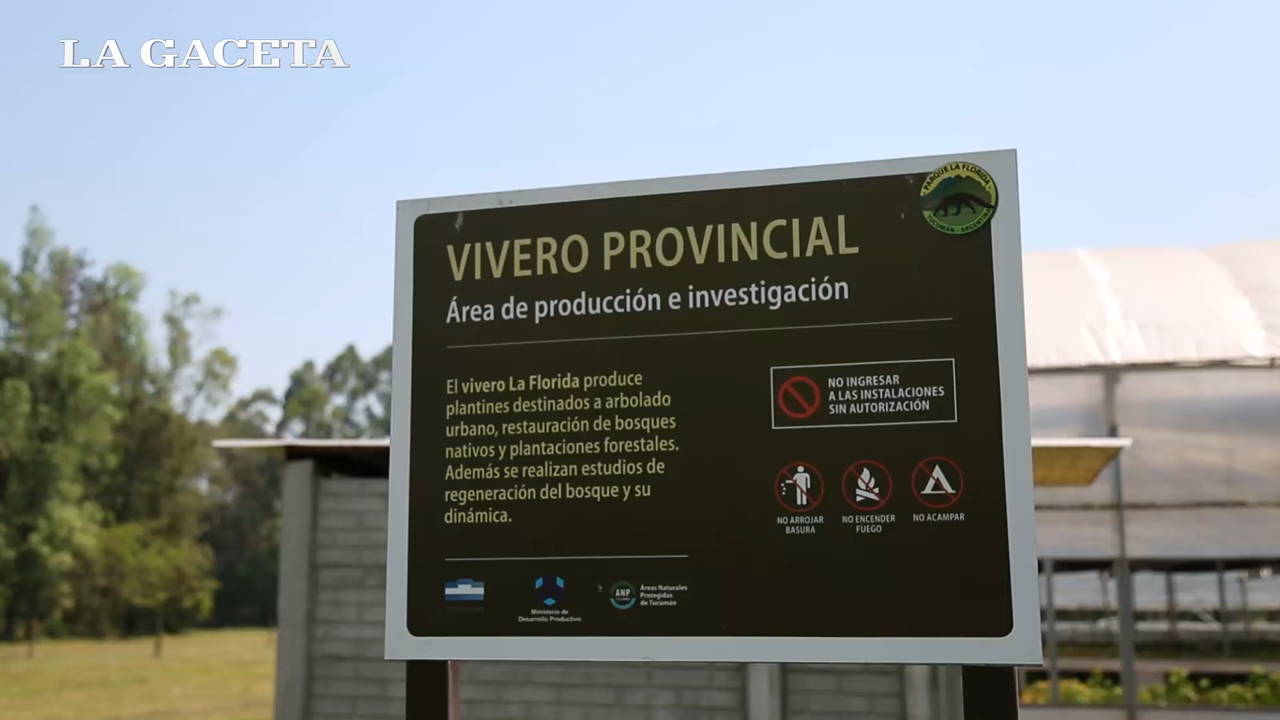 LA GACETA
PARQUE LA FLORIDA
TUCUMÁN - ARGENTINA
VIVERO PROVINCIAL
Área de producción e investigación
El vivero La Florida produce
plantines destinados a arbolado
urbano, restauración de bosques
nativos y plantaciones forestales.
Además se realizan estudios de
regeneración del bosque y su
dinámica.
NO INGRESAR
A LAS INSTALACIONES
SIN AUTORIZACIÓN
NO ARROJAR
BASURA
NO ENCENDER
FUEGO
NO ACAMPAR
Ministerio de
Desarrollo Productivo
ANP
Áreas Naturales
Protegidas
de Tucumán